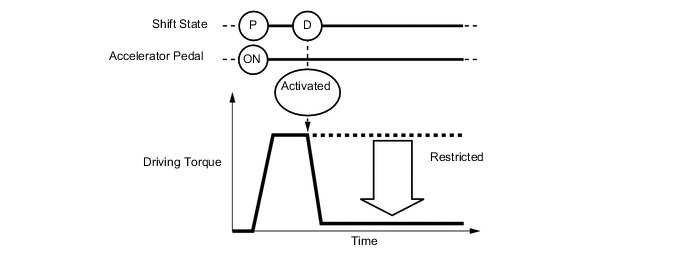 Shift State
P
D
Accelerator Pedal
ON
Activated
Driving Torque
Restricted
Time